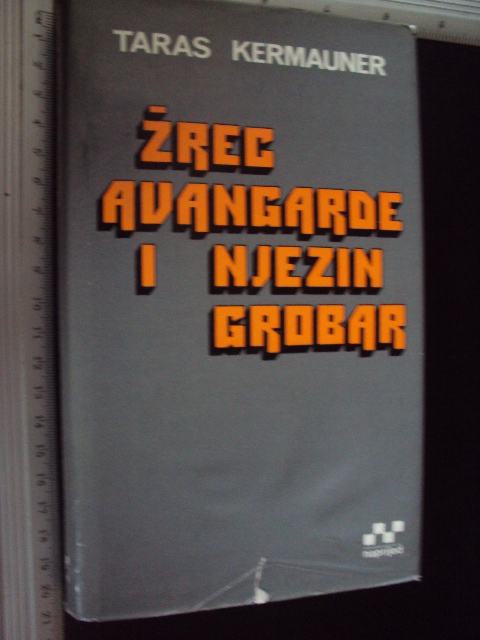 TARAS KERMAUNER
ŽREC
AVANGARDE
I NJEZIN
GROBAR
naprijed